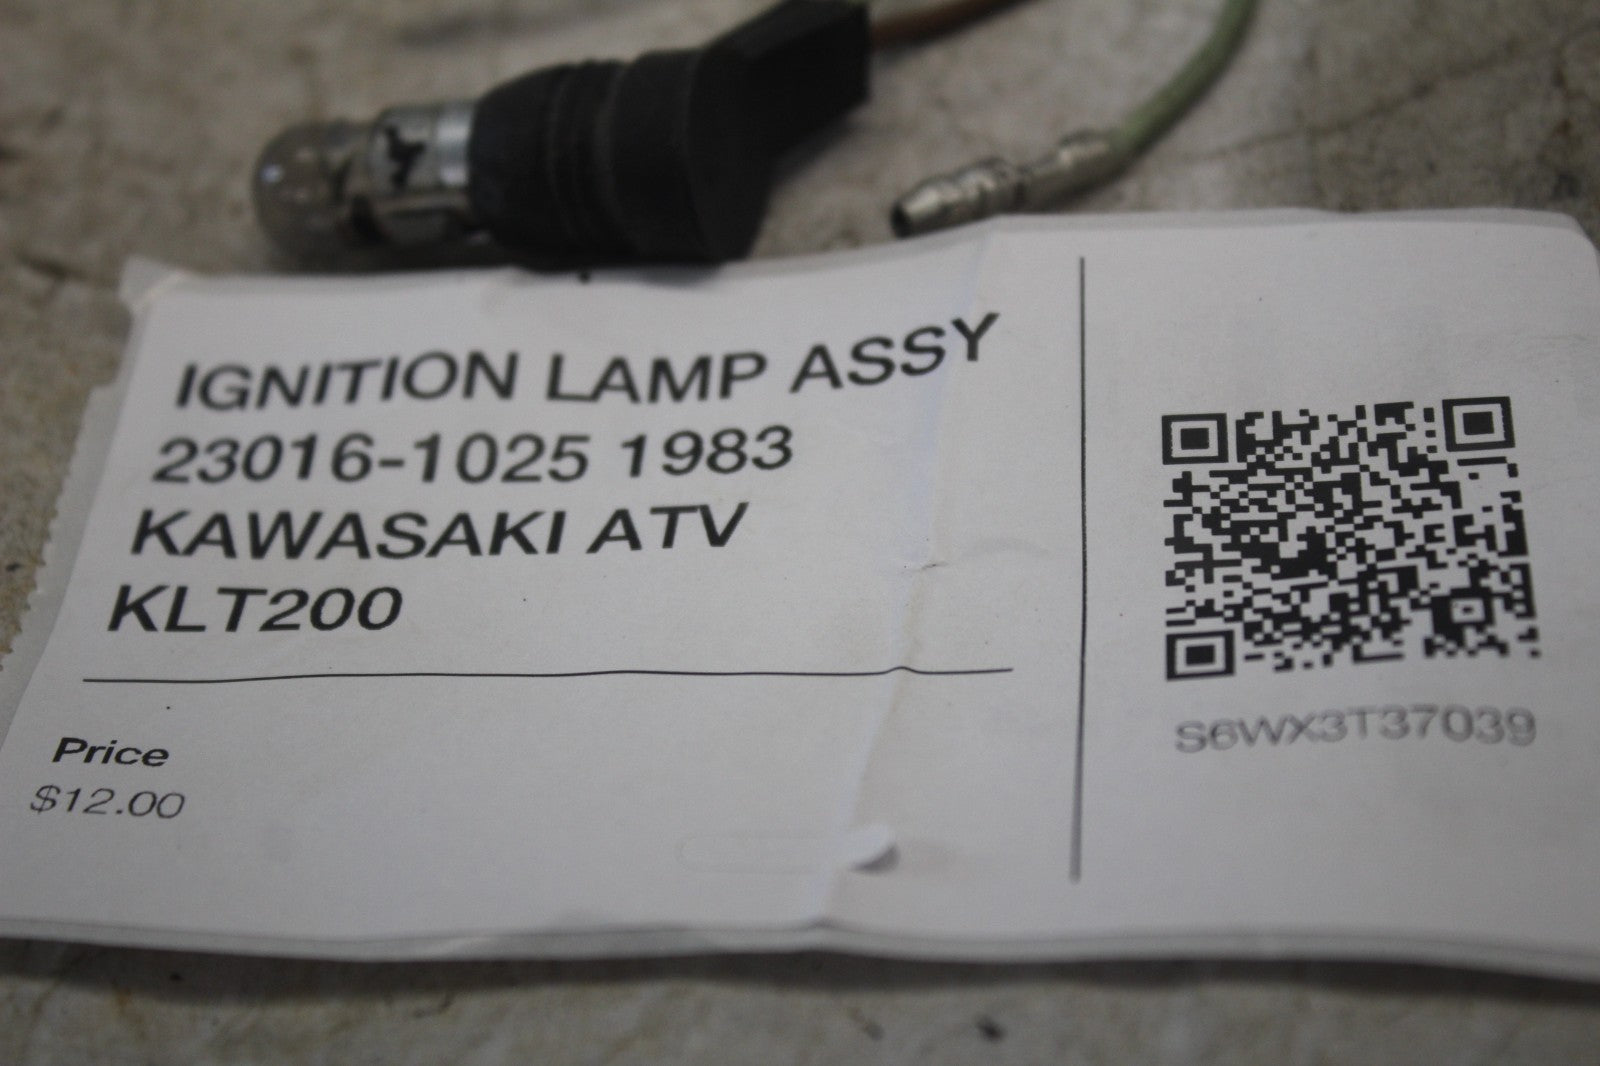 IGNITION LAMP ASSY
23016-1025 1983
KAWASAKI ATV
KLT200
Price
$12.00
S6WX3T37039